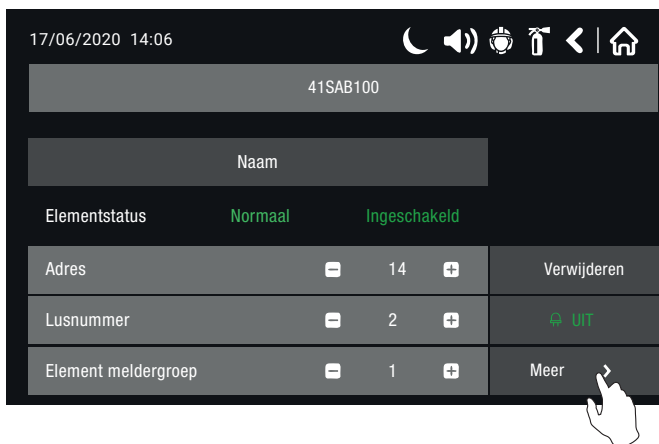 17/06/2020 14:06
41SAB100
Naam
Elementstatus Normaal Ingeschakeld
Adres 14 Verwijderen
Lusnummer 2 UIT
Element meldergroep 1 Meer